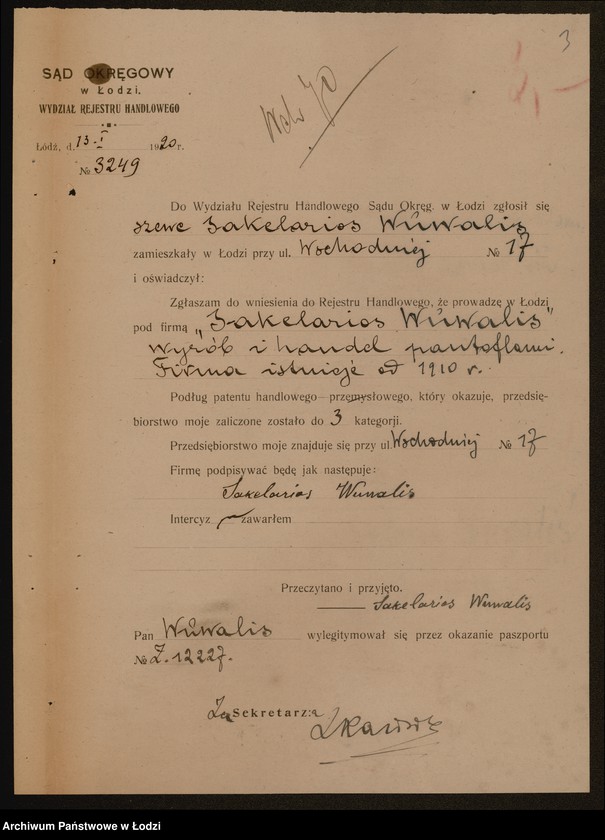 3
SĄD OKRĘGOWY
w Łodzi.
WYDZIAŁ REJESTRU HANDLOWEGO
Łódź, d. 13. I 1920 r.
№ 3249
Do Wydziału Rejestru Handlowego Sądu Okręg. w Łodzi zgłosił się
szewc Sakelarios Wuwalis
zamieszkały w Łodzi przy ul. Wschodniej № 17
i oświadczył:
Zgłaszam do wniesienia do Rejestru Handlowego, że prowadzę w Łodzi
pod firmą „Sakelarios Wuwalis"
wyrób i handel pantoflami.
Firma istnieje od 1910 r.
Podług patentu handlowego-przemysłowego, który okazuje, przedsię-
biorstwo moje zaliczone zostało do 3 kategorji.
Przedsiębiorstwo moje znajduje się przy ul. Wschodniej № 17
Firmę podpisywać będę jak następuje:
Sakelarios Wuwalis
Intercyz zawarłem
Przeczytano i przyjęto.
Sakelarios Wuwalis
Pan Wuwalis wylegitymował się przez okazanie paszportu
№ Z. 12227.
Za Sekretarza
Archiwum Państwowe w Łodzi